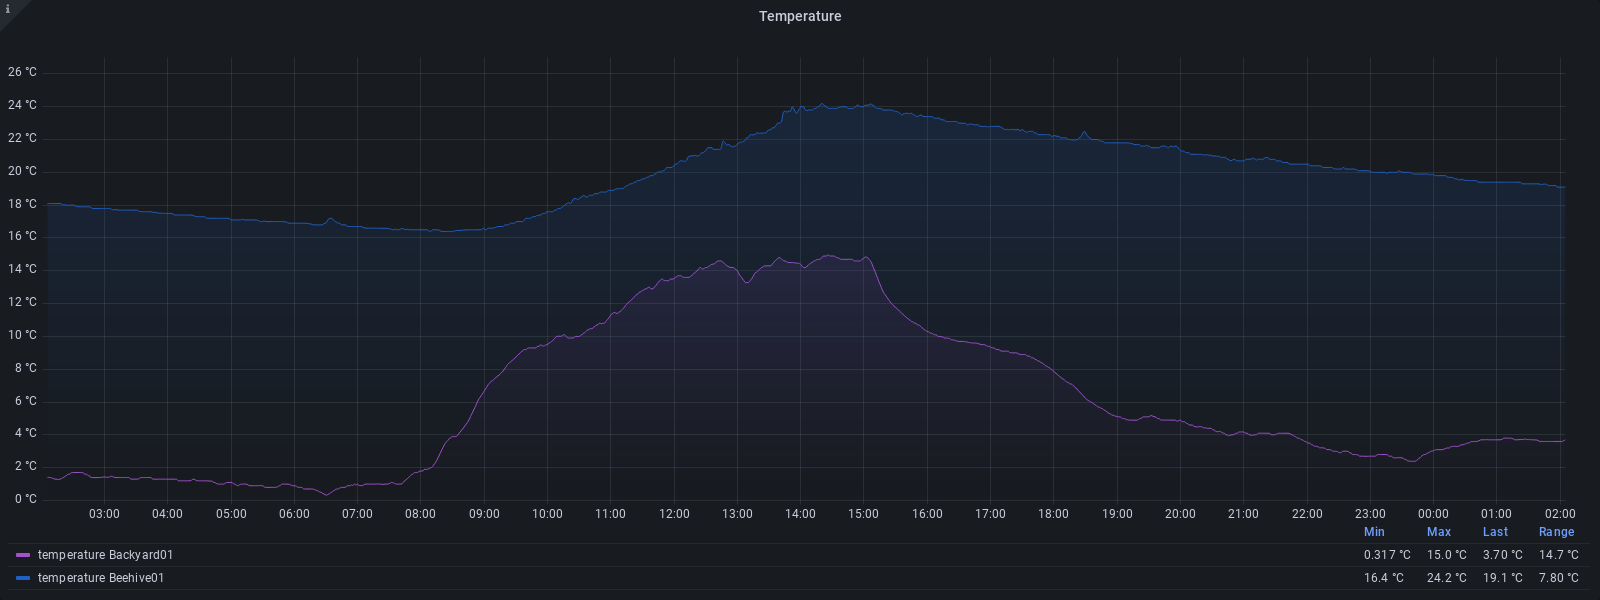 i
Temperature
26 °C
24 °C
22 °C
20 °C
18 °C
16 °C
14 °C
12 °C
10 °C
8 °C
6 °C
4 °C
2 °C
0 °C
03:00 04:00 05:00 06:00 07:00 08:00 09:00 10:00 11:00 12:00 13:00 14:00 15:00 16:00 17:00 18:00 19:00 20:00 21:00 22:00 23:00 00:00 01:00 02:00
Min Max Last Range
temperature Backyard01 0.317 °C 15.0 °C 3.70 °C 14.7 °C
temperature Beehive01 16.4 °C 24.2 °C 19.1 °C 7.80 °C